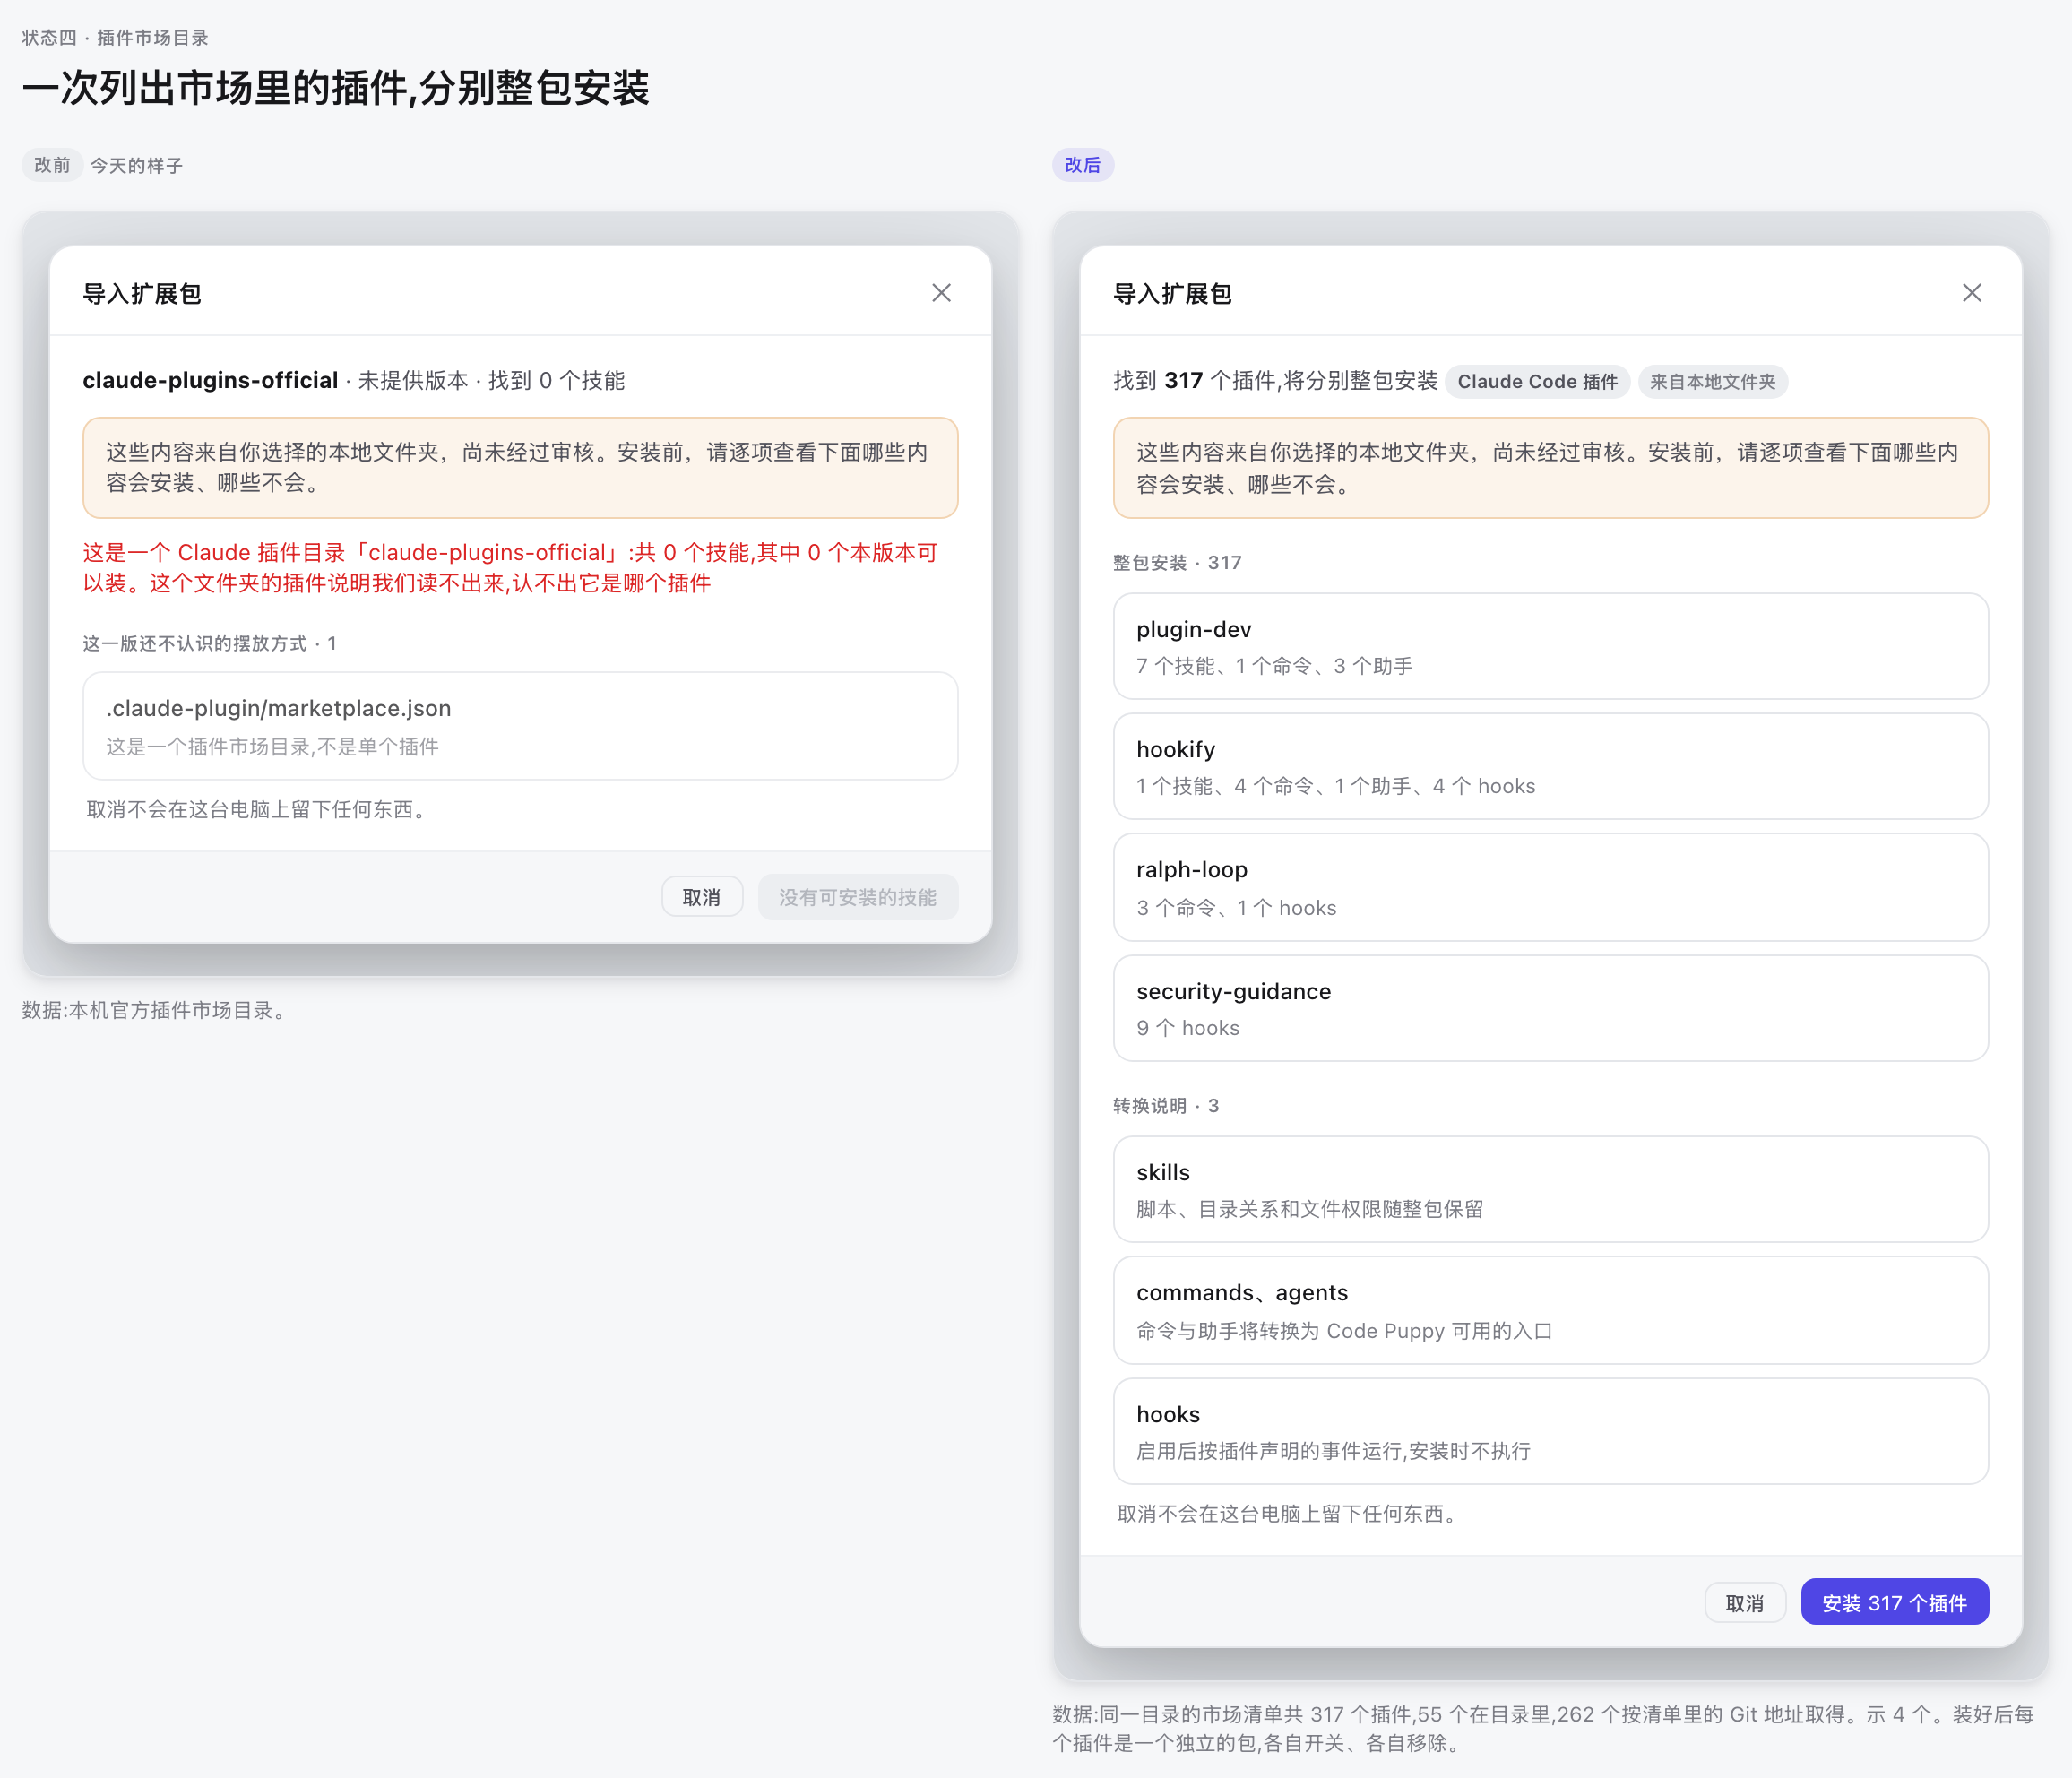 状态四 · 插件市场目录
一次列出市场里的插件,分别整包安装
改前 今天的样子
导入扩展包
claude-plugins-official · 未提供版本 · 找到 0 个技能
这些内容来自你选择的本地文件夹，尚未经过审核。安装前，请逐项查看下面哪些内
容会安装、哪些不会。
这是一个 Claude 插件目录「claude-plugins-official」:共 0 个技能,其中 0 个本版本可
以装。这个文件夹的插件说明我们读不出来,认不出它是哪个插件
这一版还不认识的摆放方式 · 1
.claude-plugin/marketplace.json
这是一个插件市场目录,不是单个插件
取消不会在这台电脑上留下任何东西。
取消 没有可安装的技能
数据:本机官方插件市场目录。
改后
导入扩展包
找到 317 个插件,将分别整包安装 Claude Code 插件 来自本地文件夹
这些内容来自你选择的本地文件夹，尚未经过审核。安装前，请逐项查看下面哪些内
容会安装、哪些不会。
整包安装 · 317
plugin-dev
7 个技能、1 个命令、3 个助手
hookify
1 个技能、4 个命令、1 个助手、4 个 hooks
ralph-loop
3 个命令、1 个 hooks
security-guidance
9 个 hooks
转换说明 · 3
skills
脚本、目录关系和文件权限随整包保留
commands、agents
命令与助手将转换为 Code Puppy 可用的入口
hooks
启用后按插件声明的事件运行,安装时不执行
取消不会在这台电脑上留下任何东西。
取消 安装 317 个插件
数据:同一目录的市场清单共 317 个插件,55 个在目录里,262 个按清单里的 Git 地址取得。示 4 个。装好后每
个插件是一个独立的包,各自开关、各自移除。